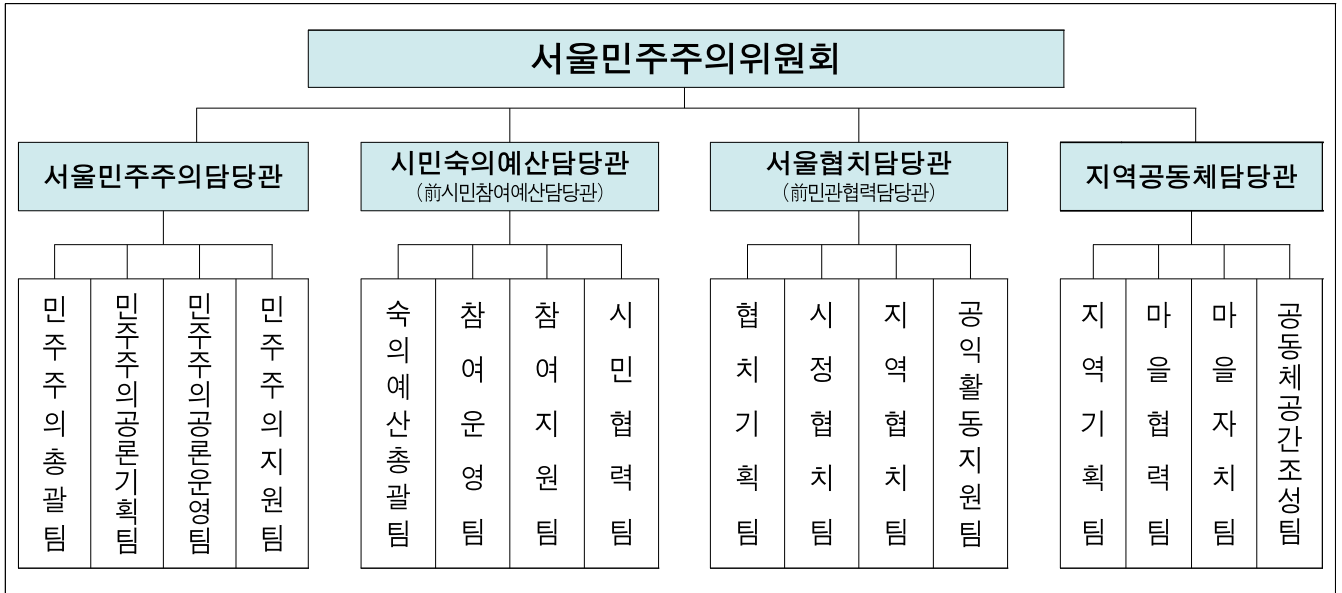 서울민주주의위원회
서울민주주의담당관
시민숙의예산담당관
(前시민참여예산담당관)
서울협치담당관
(前민관협력담당관)
지역공동체담당관
민주주의총괄팀
민주주의공론기획팀
민주주의공론운영팀
민주주의지원팀
숙의예산총괄팀
참여운영팀
참여지원팀
시민협력팀
협치기획팀
시정협치팀
지역협치팀
공익활동지원팀
지역기획팀
마을협력팀
마을자치팀
공동체공간조성팀